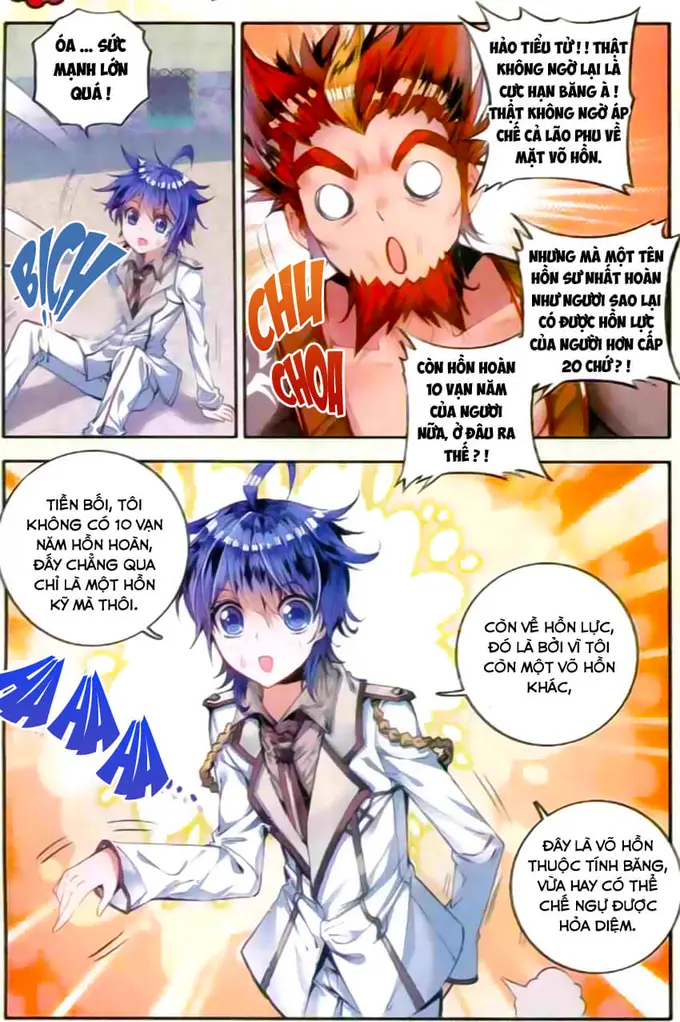 ÓA ... SỨC
MẠNH LỚN
QUÁ !
BỊCH
HẢO TIỂU TỬ! ! THẬT
KHÔNG NGỜ LẠI LÀ
CỰC HẠN BĂNG À !
THẬT KHÔNG NGỜ ÁP
CHẾ CẢ LÃO PHU VỀ
MẶT VÕ HỒN.
NHƯNG MÀ MỘT TÊN
HỒN SƯ NHẤT HOÀN
NHƯ NGƯƠI SAO LẠI
CÓ ĐƯỢC HỒN LỰC
CỦA NGƯỜI HƠN CẤP
20 CHỨ ? !
CHU
CHOA
CÒN HỒN HOÀN
10 VẠN NĂM
CỦA NGƯƠI
NỮA, Ở ĐÂU RA
THẾ ? !
TIỀN BỐI, TÔI
KHÔNG CÓ 10 VẠN
NĂM HỒN HOÀN,
ĐẤY CHẲNG QUA
CHỈ LÀ MỘT HỒN
KỸ MÀ THÔI.
HA HA HA...
CÒN VỀ HỒN LỰC,
ĐÓ LÀ BỞI VÌ TÔI
CÒN MỘT VÕ HỒN
KHÁC,
ĐÂY LÀ VÕ HỒN
THUỘC TÍNH BĂNG,
VỪA HAY CÓ THỂ
CHẾ NGỰ ĐƯỢC
HỎA DIỆM.